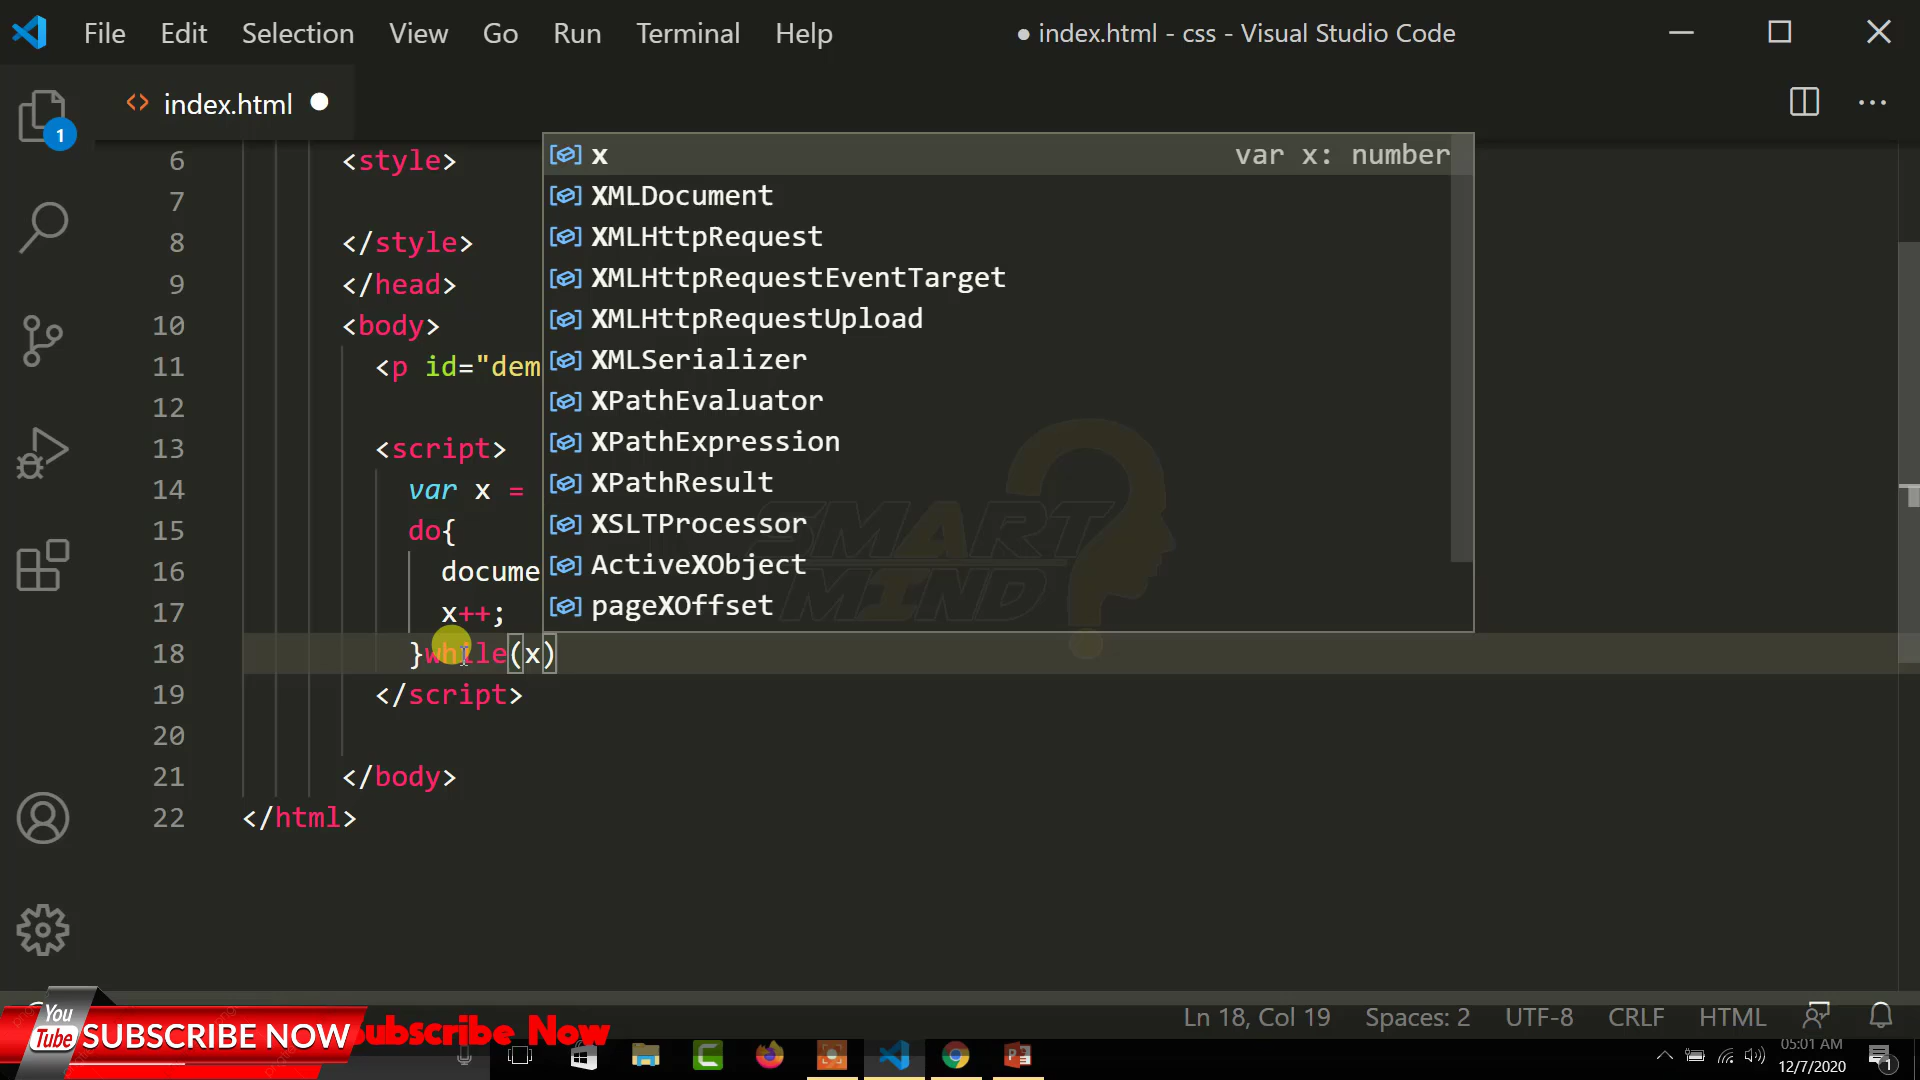 File Edit Selection View Go Run Terminal Help
● index.html - css - Visual Studio Code
<> index.html ●
1
6 <style>
7
8 </style>
9 </head>
10 <body>
11 <p id="dem
12
13 <script>
14 var x =
15 do{
16 docume
17 x++;
18 }while(x)
19 </script>
20
21 </body>
22 </html>
x var x: number
XMLDocument
XMLHttpRequest
XMLHttpRequestEventTarget
XMLHttpRequestUpload
XMLSerializer
XPathEvaluator
XPathExpression
XPathResult
XSLTProcessor
ActiveXObject
pageXOffset
SMART
MIND
Ln 18, Col 19 Spaces: 2 UTF-8 CRLF HTML
You
Tube
SUBSCRIBE NOW
Subscribe Now
05:01 AM
12/7/2020
1